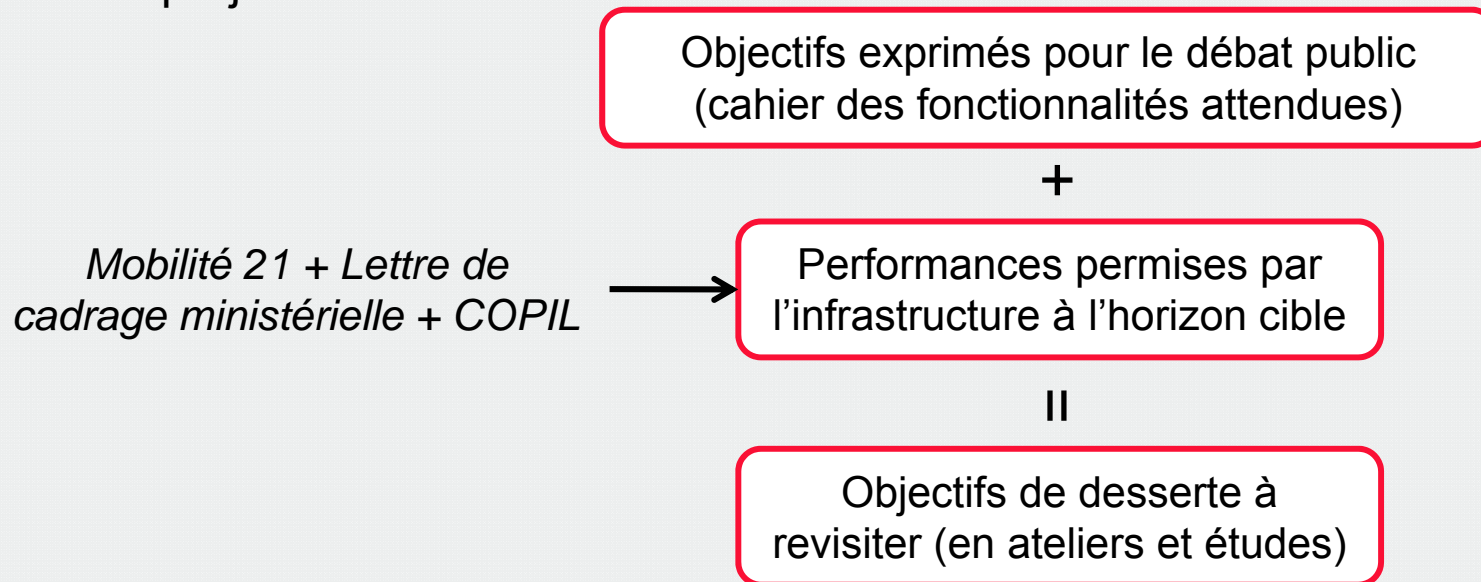 Objectifs exprimés pour le débat public
(cahier des fonctionnalités attendues)
+
Mobilité 21 + Lettre de
cadrage ministérielle + COPIL
Performances permises par
l’infrastructure à l’horizon cible
=
Objectifs de desserte à
revisiter (en ateliers et études)